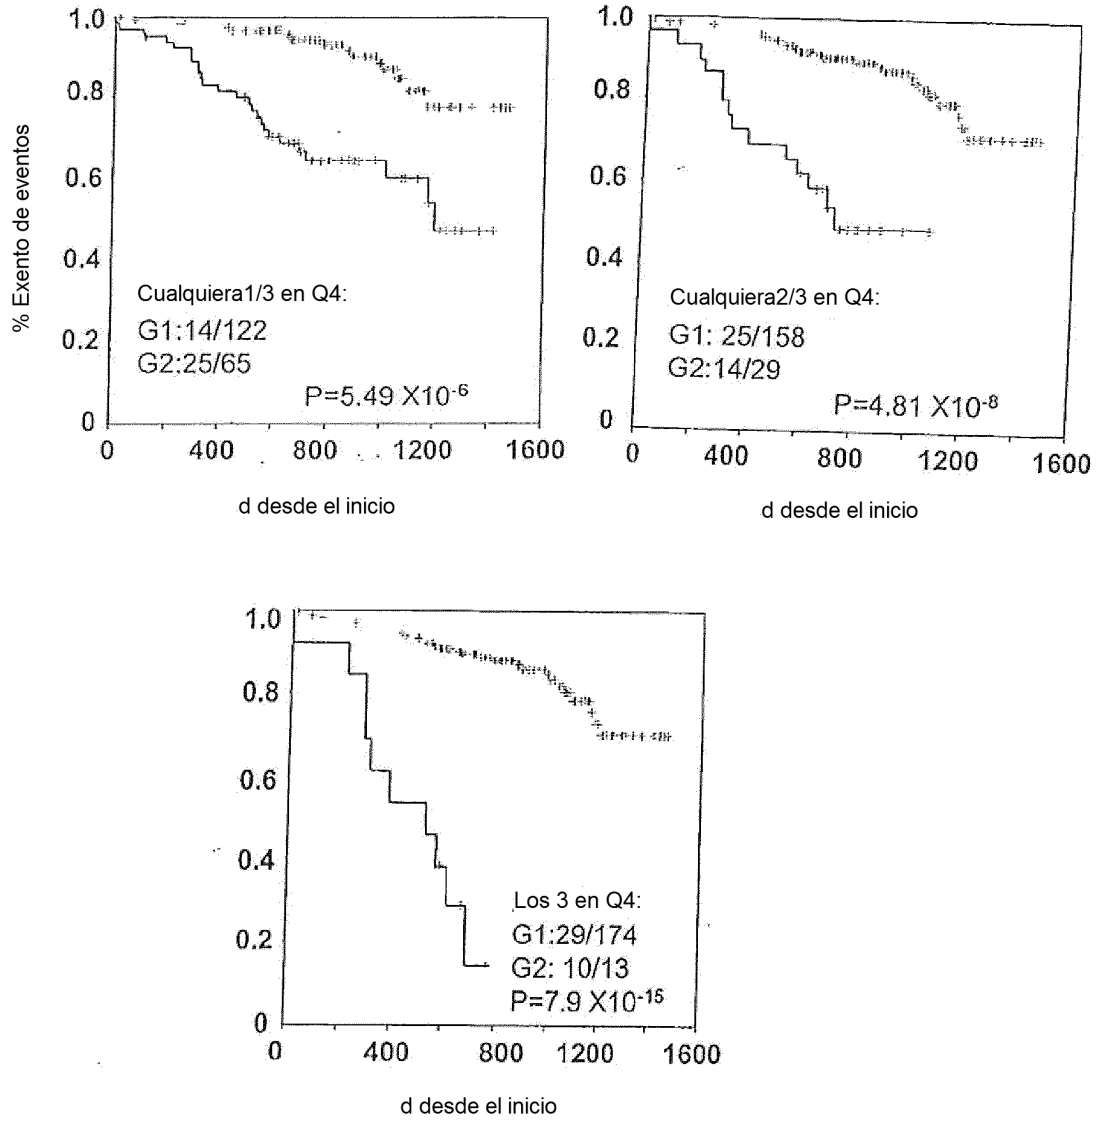 % Exento de eventos
1.0
0.8
0.6
0.4
0.2
0
Cualquiera1/3 en Q4:
G1:14/122
G2:25/65
P=5.49 X10-6
0 400 800 1200 1600
d desde el inicio
1.0
0.8
0.6
0.4
0.2
0
Cualquiera2/3 en Q4:
G1: 25/158
G2:14/29
P=4.81 X10-8
0 400 800 1200 1600
d desde el inicio
1.0
0.8
0.6
0.4
0.2
0
Los 3 en Q4:
G1:29/174
G2: 10/13
P=7.9 X10-15
0 400 800 1200 1600
d desde el inicio